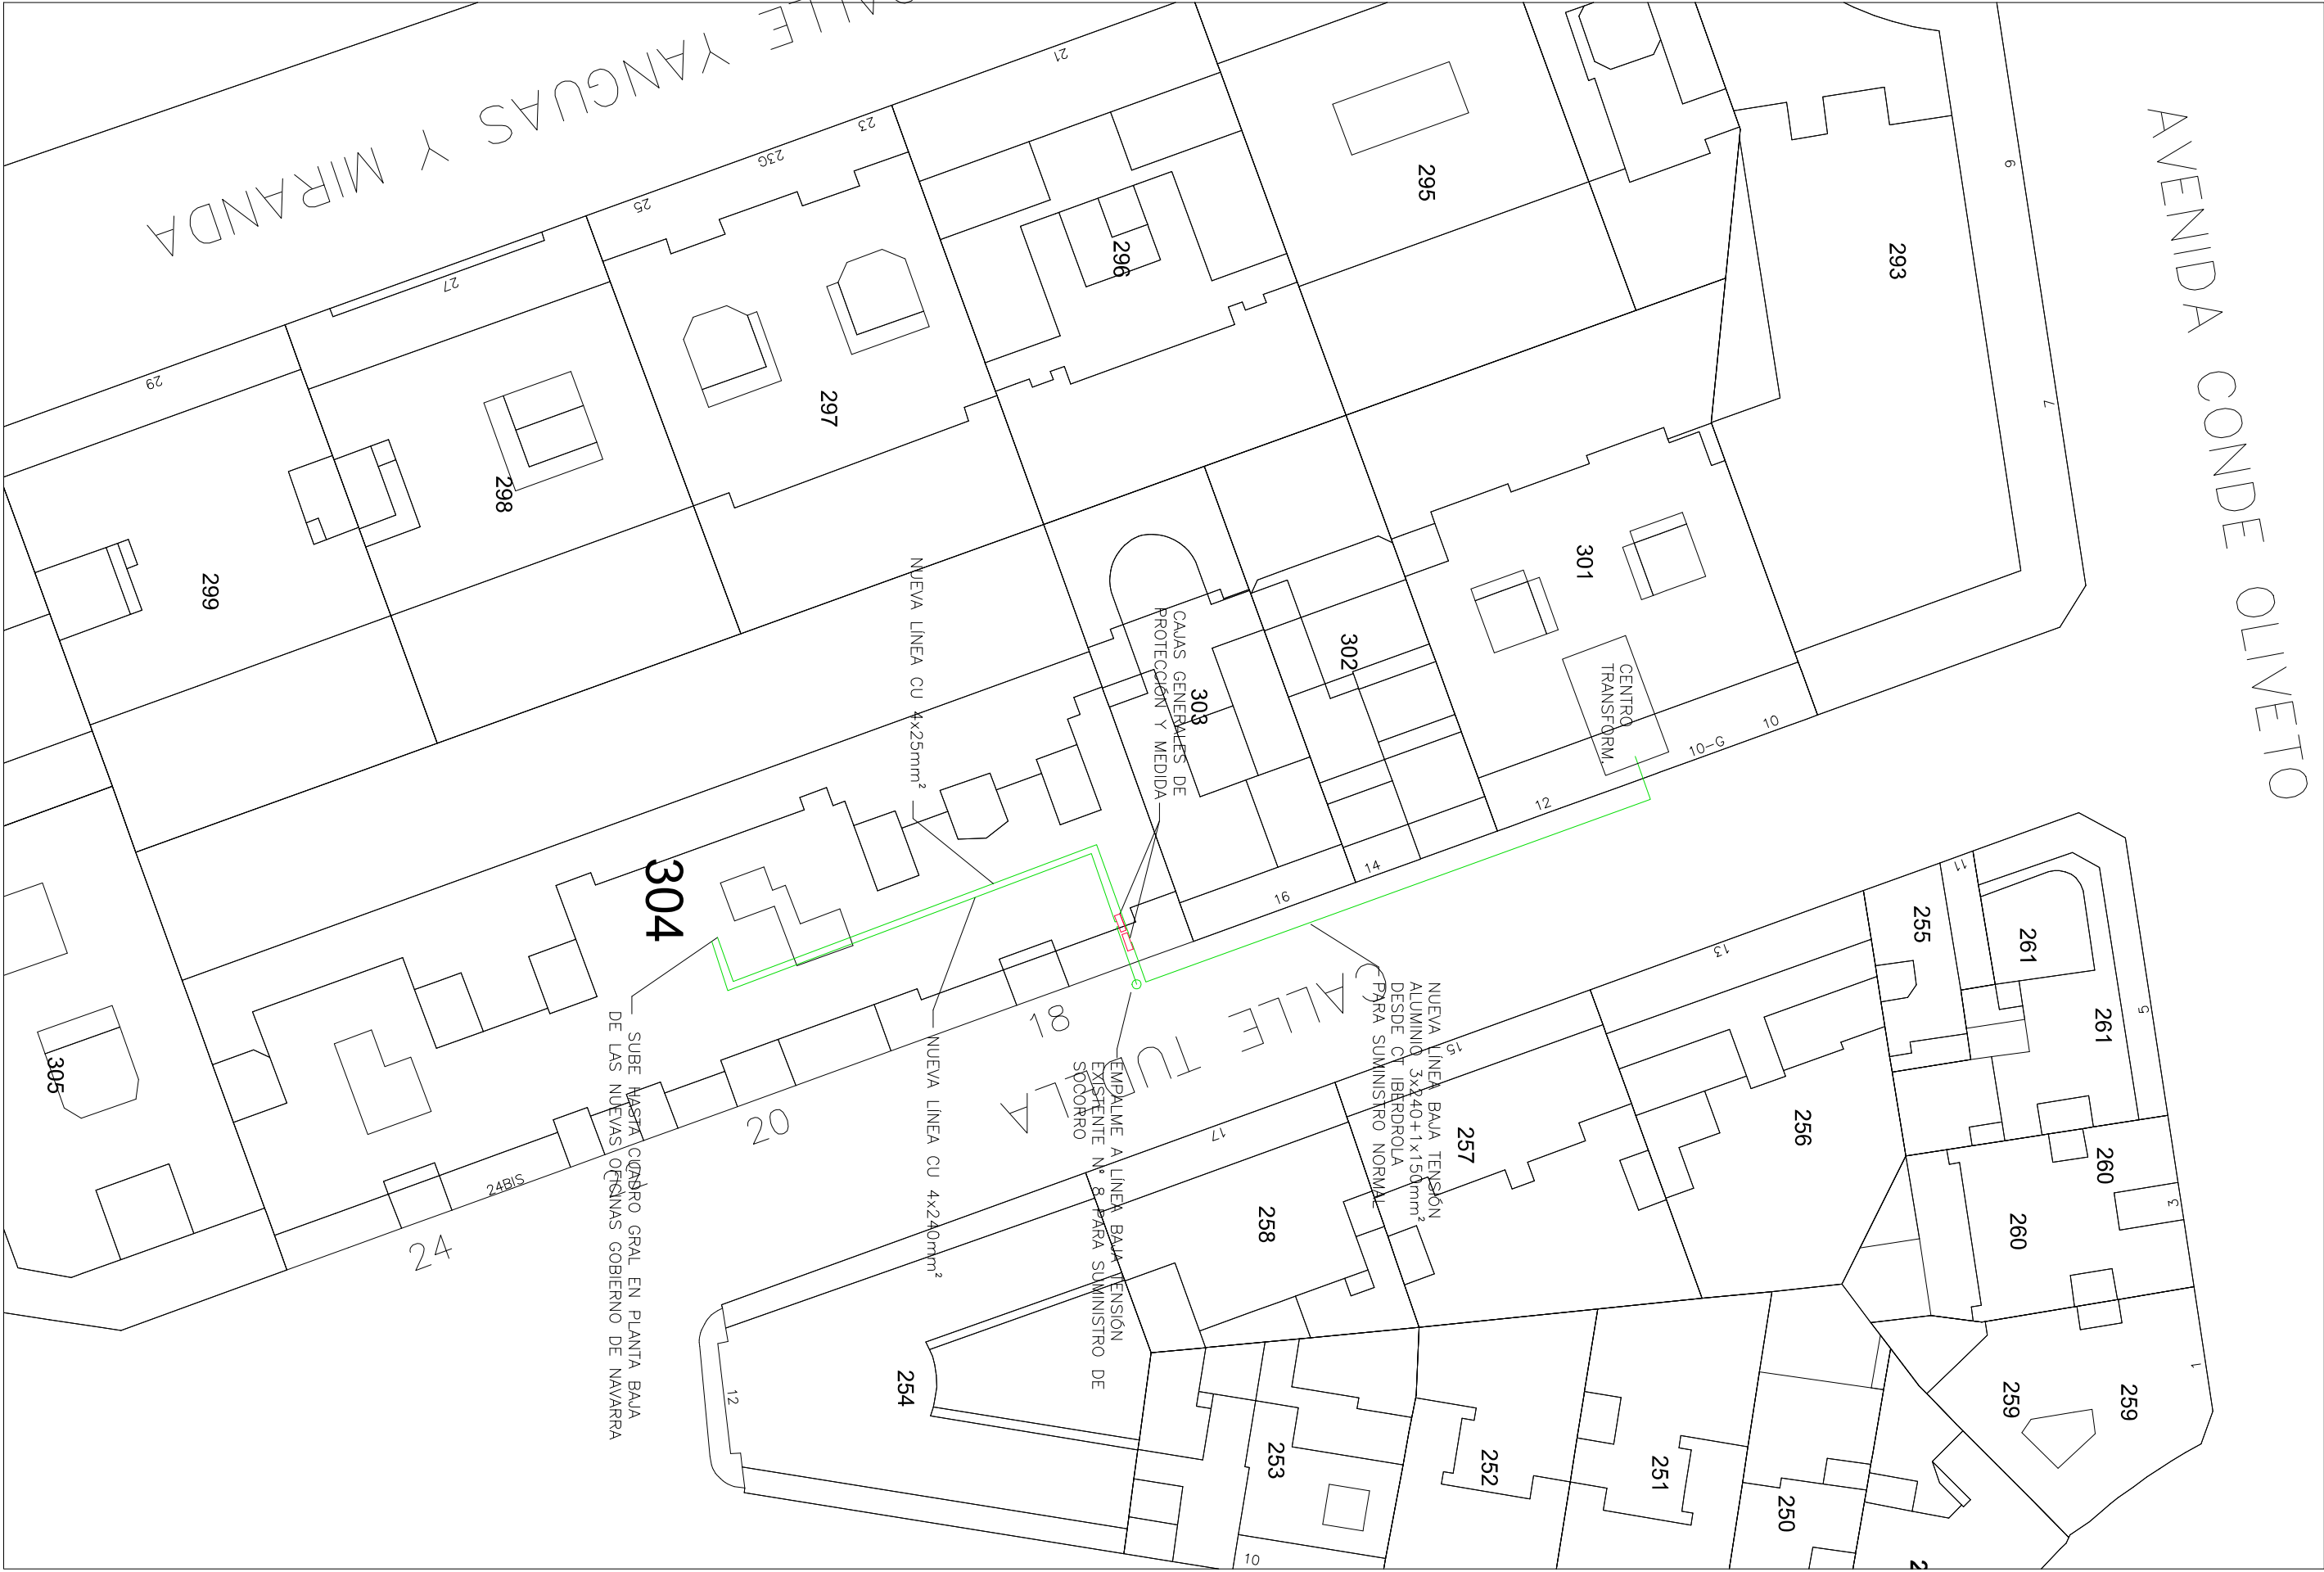 YANGUAS Y MIRANDA
AVENIDA CONDE OLIVETO
21
23
23G
25
27
29
9
7
295
296
293
297
298
299
301
302
303
304
305
CENTRO
TRANSFORM.
CAJAS GENERALES DE
PROTECCIÓN Y MEDIDA
NUEVA LÍNEA CU 4x25mm²
NUEVA LÍNEA CU 4x240mm²
NUEVA LÍNEA BAJA TENSIÓN
ALUMINIO 3x240+1x150mm²
DESDE CT IBERDROLA
PARA SUMINISTRO NORMAL
EMPALME A LÍNEA BAJA TENSIÓN
EXISTENTE Nº 8 PARA SUMINISTRO DE
SOCORRO
SUBE HASTA CUADRO GRAL EN PLANTA BAJA
DE LAS NUEVAS OFICINAS GOBIERNO DE NAVARRA
CALLE TUDELA
10
10-G
12
14
16
18
20
24BIS
24
11
13
15
17
5
3
1
12
10
255
261
261
256
257
258
260
260
259
259
254
253
252
251
250